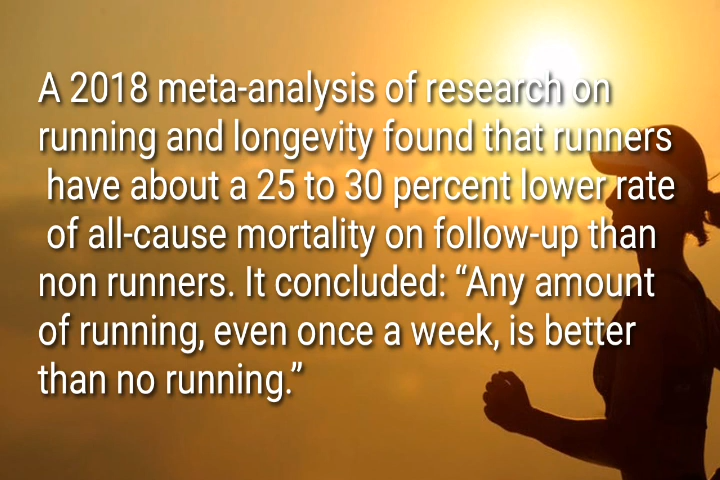 A 2018 meta-analysis of research on
running and longevity found that runners
have about a 25 to 30 percent lower rate
of all-cause mortality on follow-up than
non runners. It concluded: “Any amount
of running, even once a week, is better
than no running.”